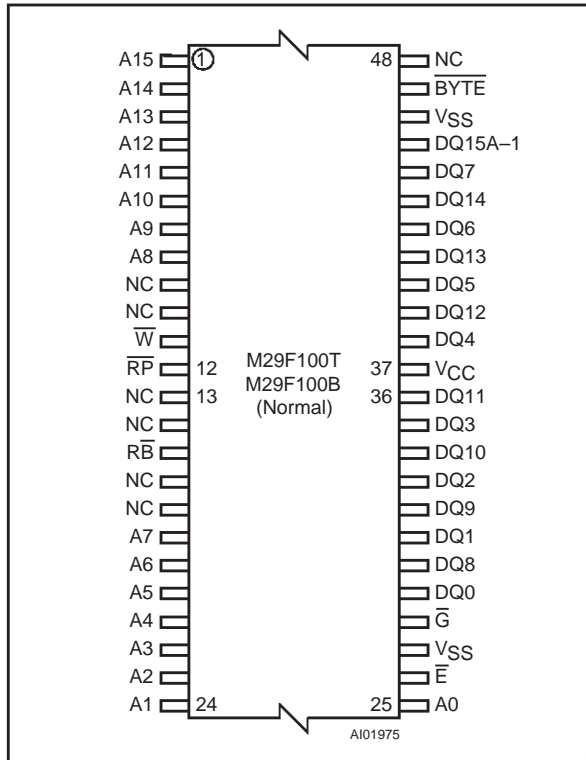 A15 1 48 NC
A14 B̅Y̅T̅E̅
A13 VSS
A12 DQ15A–1
A11 DQ7
A10 DQ14
A9 DQ6
A8 DQ13
NC DQ5
NC DQ12
W̅ DQ4
R̅P̅ 12 M29F100T 37 VCC
NC 13 M29F100B 36 DQ11
(Normal)
NC DQ3
RB̅ DQ10
NC DQ2
NC DQ9
A7 DQ1
A6 DQ8
A5 DQ0
A4 G̅
A3 VSS
A2 E̅
A1 24 25 A0
AI01975